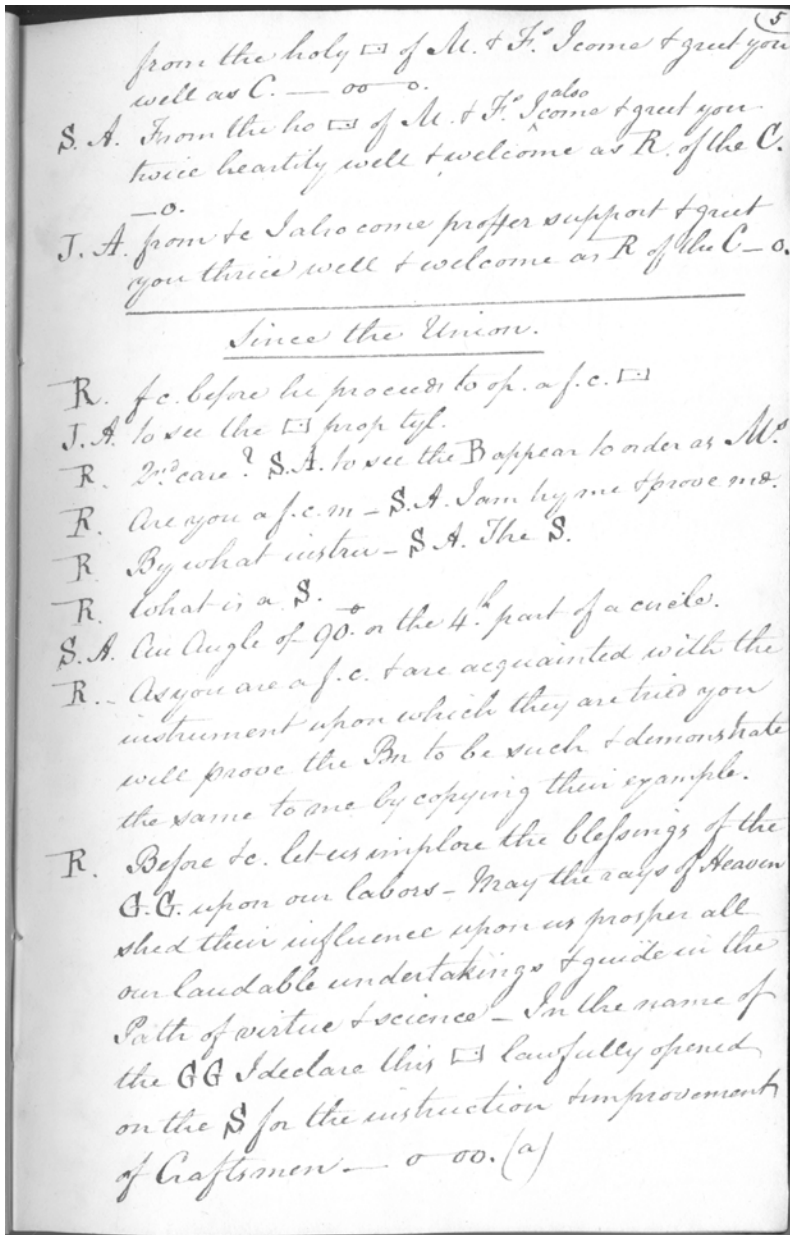 5
from the holy ▭ of M. & F.s I come & greet you
well as C. — oo — o.
S. A. From the ho ▭ of M. & F.s I also come & greet you
twice heartily well & welcome as R. of the C.
— o.
J. A. from &c I also come proffer support & greet
you thrice well & welcome as R of the C — o.
Since the Union.
R. f c. before he proceeds to op. a f. c. ▭
J. A. to see the ▭ prop tyl.
R. 2nd care? S. A. to see the B appear to order as Ms
R. Are you a f. c. m — S. A. I am try me & prove me.
R By what instru — S A. The S.
R. What is a S.
S. A. An Angle of 90.° or the 4.th part of a circle.
R. — As you are a f. c. & are acquainted with the
instrument upon which they are tried you
will prove the Bn to be such & demonstrate
the same to me by copying their example.
R. Before &c. let us implore the blessings of the
G. G. upon our labors — May the rays of Heaven
shed their influence upon us prosper all
our laudable undertakings & guide in the
Path of virtue & science — In the name of
the G G I declare this ▭ lawfully opened
on the S for the instruction & improvement
of Craftsmen — o — oo. (a)